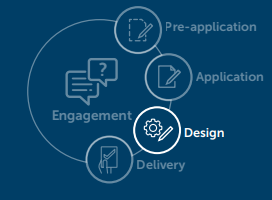 Pre-application
?
Application
Engagement
Design
Delivery